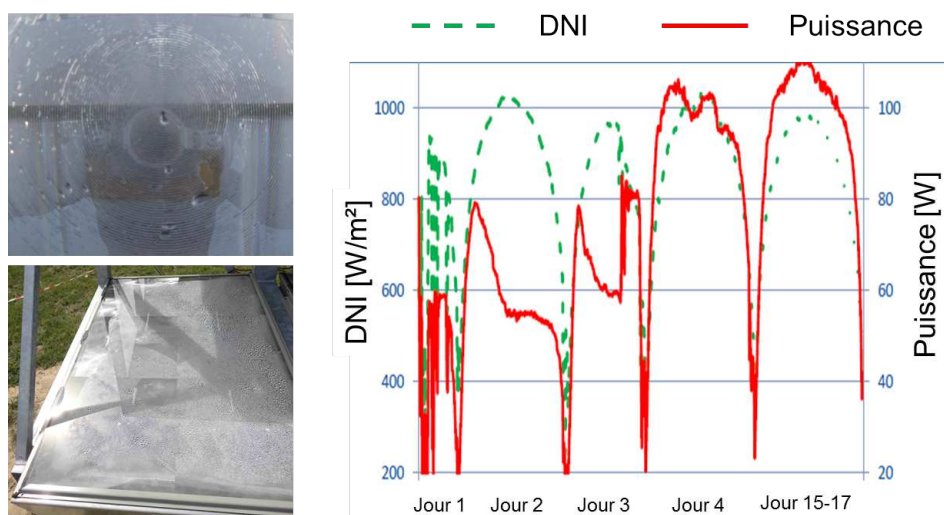 DNI
Puissance
1000
800
600
400
200
DNI [W/m²]
100
80
60
40
20
Puissance [W]
Jour 1
Jour 2
Jour 3
Jour 4
Jour 15-17